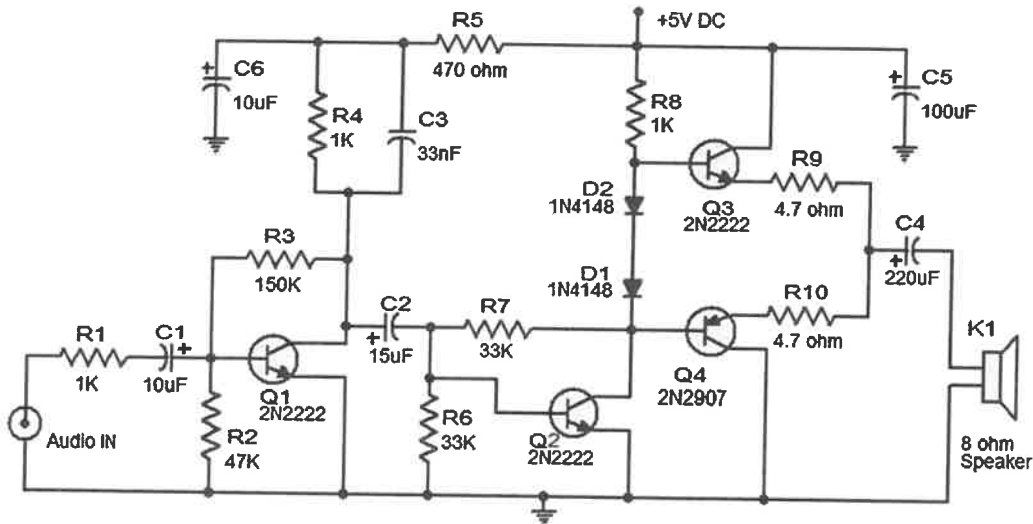 R5
470 ohm
+5V DC
+
C6
10uF
R4
1K
C3
33nF
R8
1K
+
C5
100uF
D2
1N4148
Q3
2N2222
R9
4.7 ohm
R3
150K
D1
1N4148
C4
+
220uF
R1
1K
C1
+
10uF
C2
+
15uF
R7
33K
R10
4.7 ohm
Q4
2N2907
K1
8 ohm
Speaker
Q1
2N2222
Audio IN
R2
47K
R6
33K
Q2
2N2222